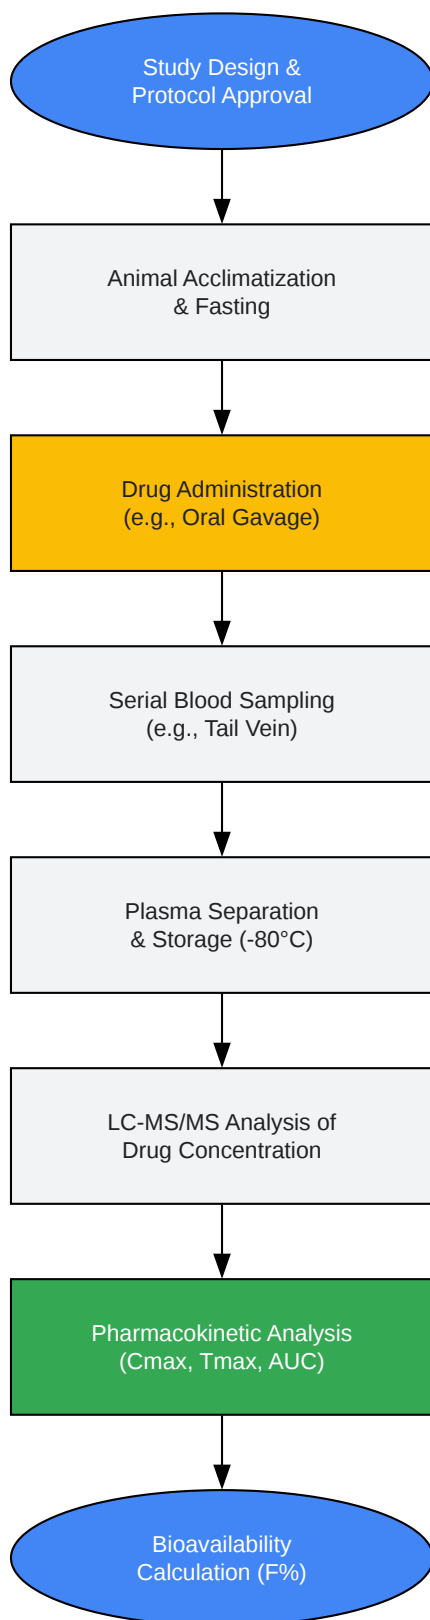 Study Design &
Protocol Approval
Animal Acclimatization
& Fasting
Drug Administration
(e.g., Oral Gavage)
Serial Blood Sampling
(e.g., Tail Vein)
Plasma Separation
& Storage (-80°C)
LC-MS/MS Analysis of
Drug Concentration
Pharmacokinetic Analysis
(Cmax, Tmax, AUC)
Bioavailability
Calculation (F%)